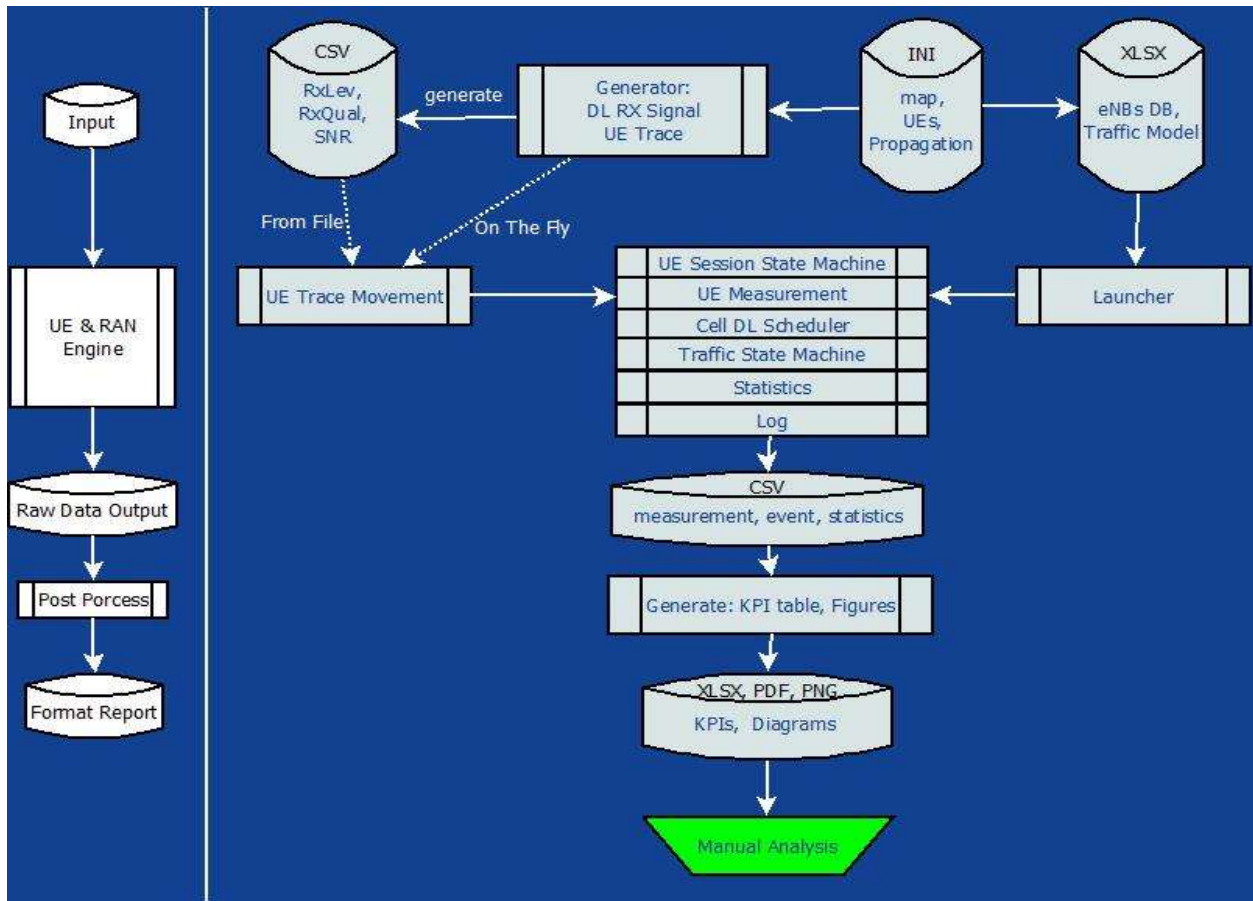 Input
UE & RAN
Engine
Raw Data Output
Post Porcess
Format Report
CSV
RxLev,
RxQual,
SNR
generate
Generator:
DL RX Signal
UE Trace
INI
map,
UEs,
Propagation
XLSX
eNBs DB,
Traffic Model
From File
On The Fly
UE Trace Movement
UE Session State Machine
UE Measurement
Cell DL Scheduler
Traffic State Machine
Statistics
Log
Launcher
CSV
measurement, event, statistics
Generate: KPI table, Figures
XLSX, PDF, PNG
KPIs, Diagrams
Manual Analysis